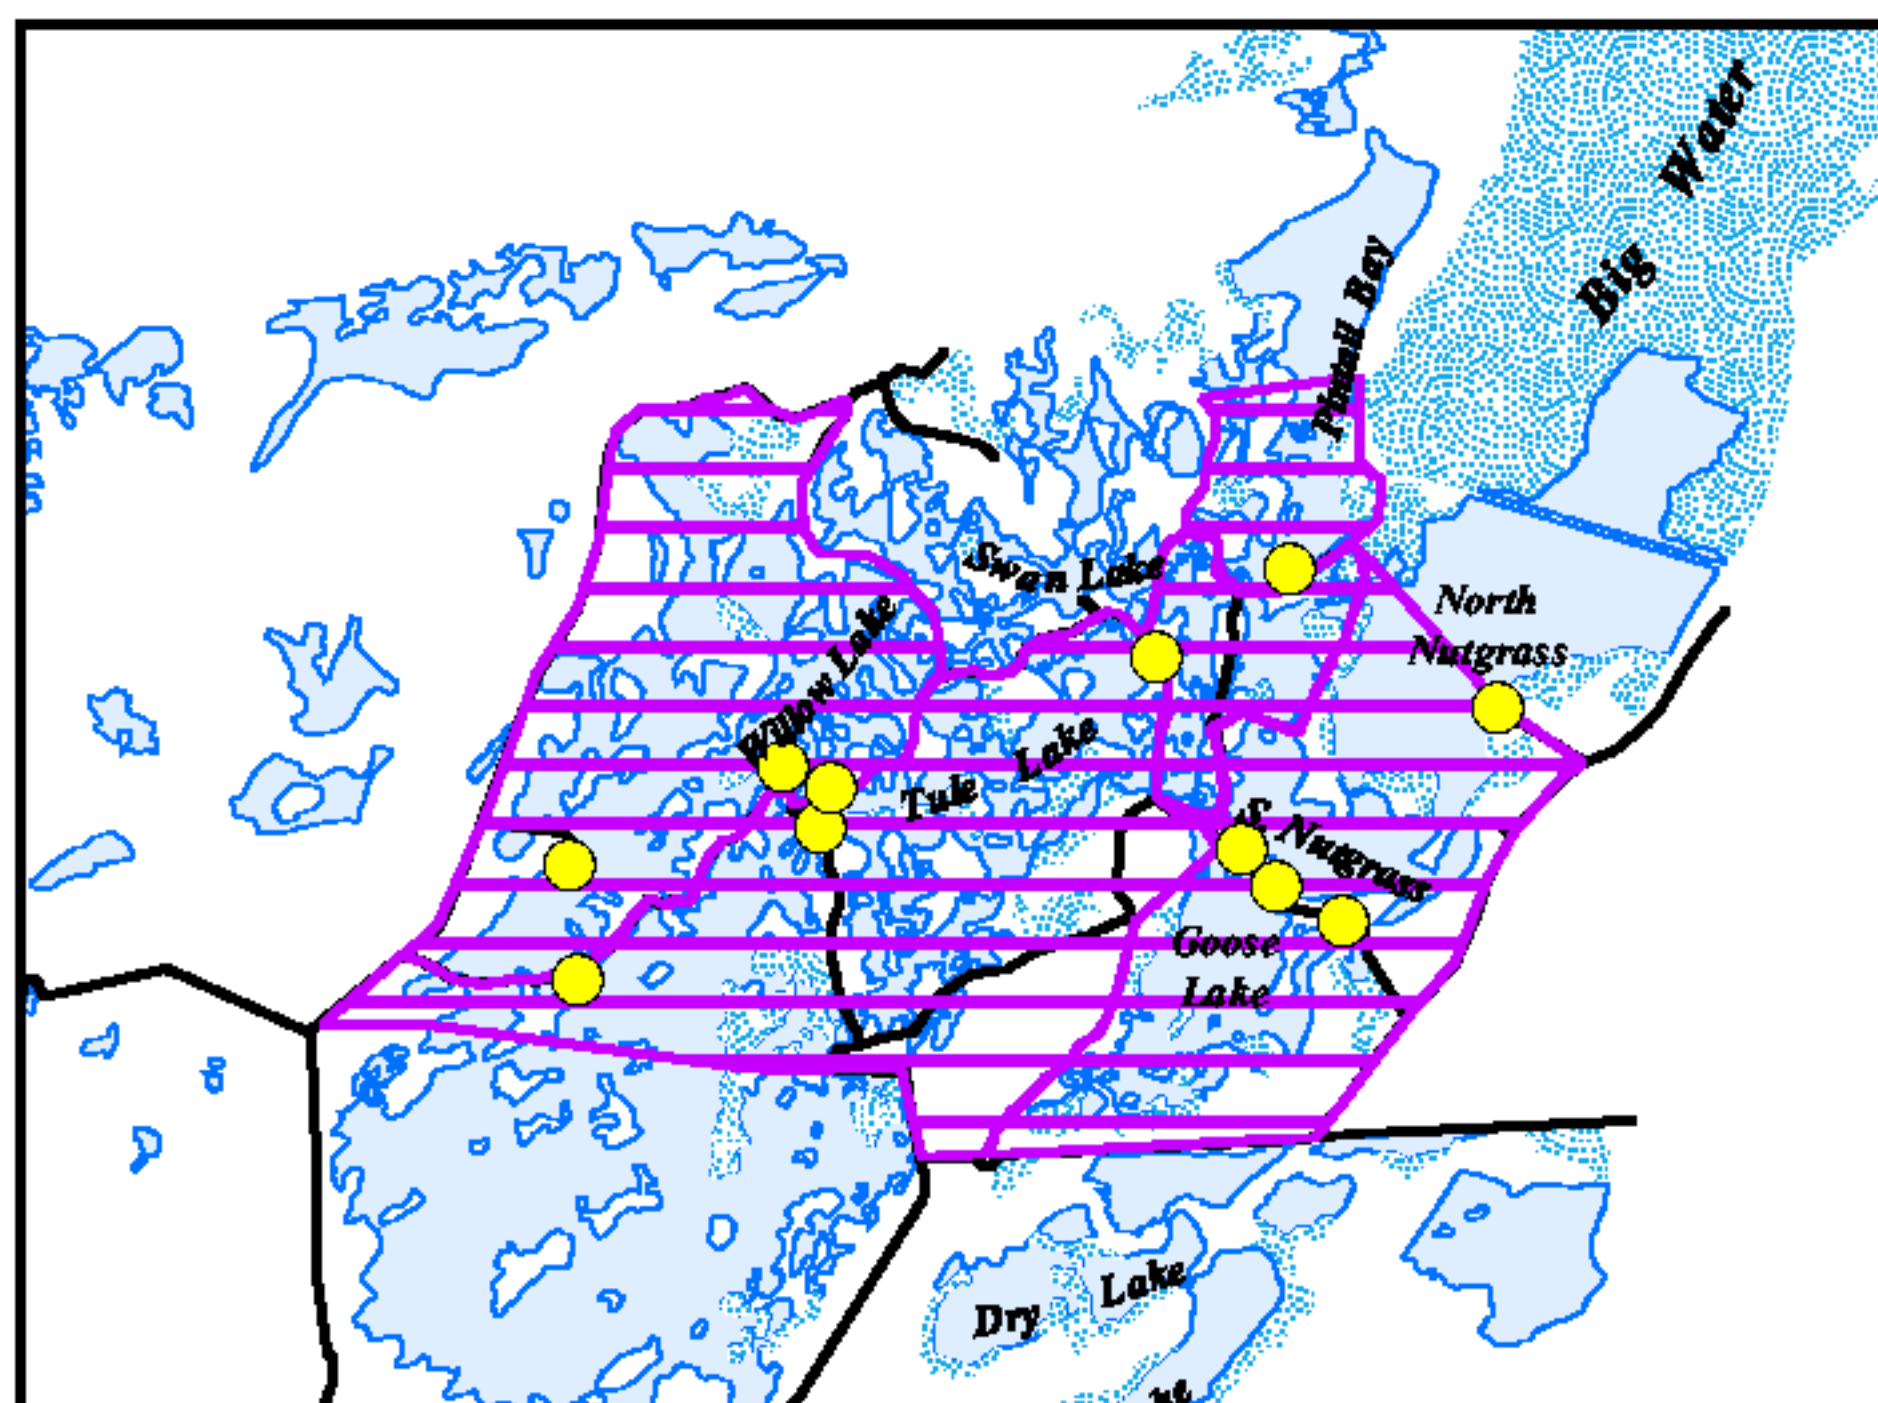 Big Water
Pintail Bay
Swan Lake
North
Nutgrass
Willow Lake
Tule Lake
S. Nutgrass
Goose
Lake
Dry Lake